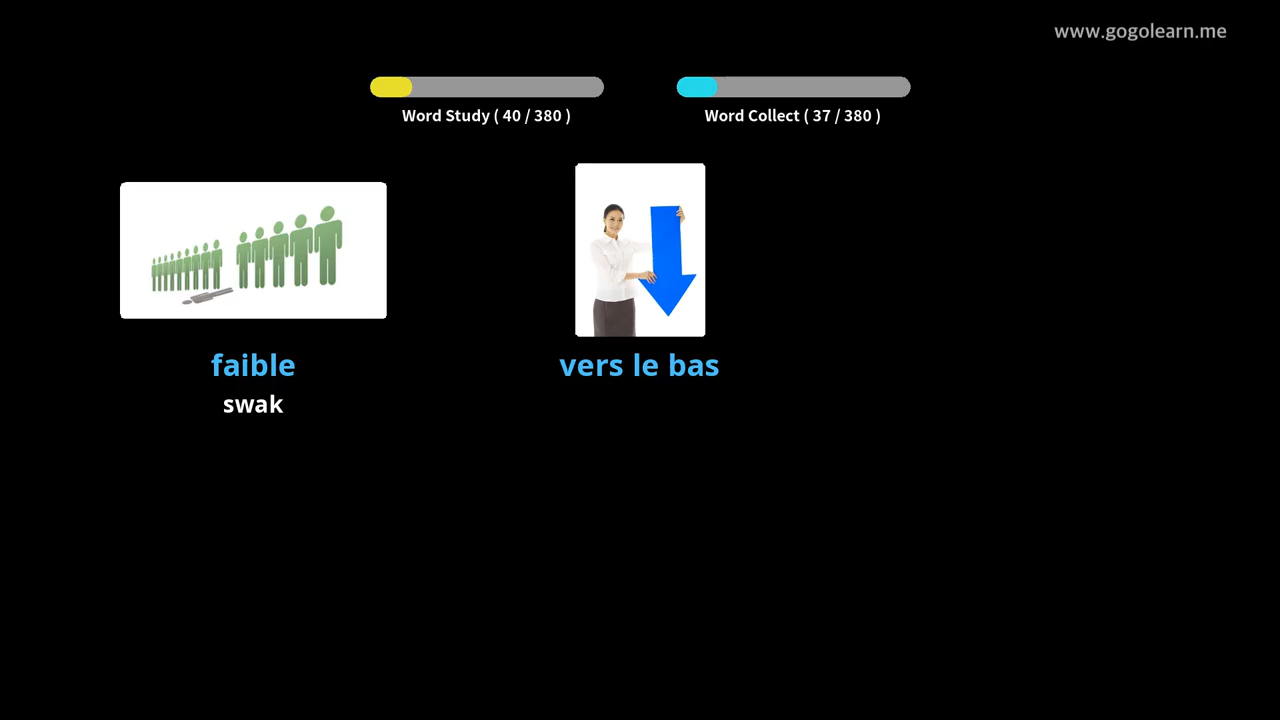 www.gogolearn.me
Word Study ( 40 / 380 )
Word Collect ( 37 / 380 )
faible
swak
vers le bas